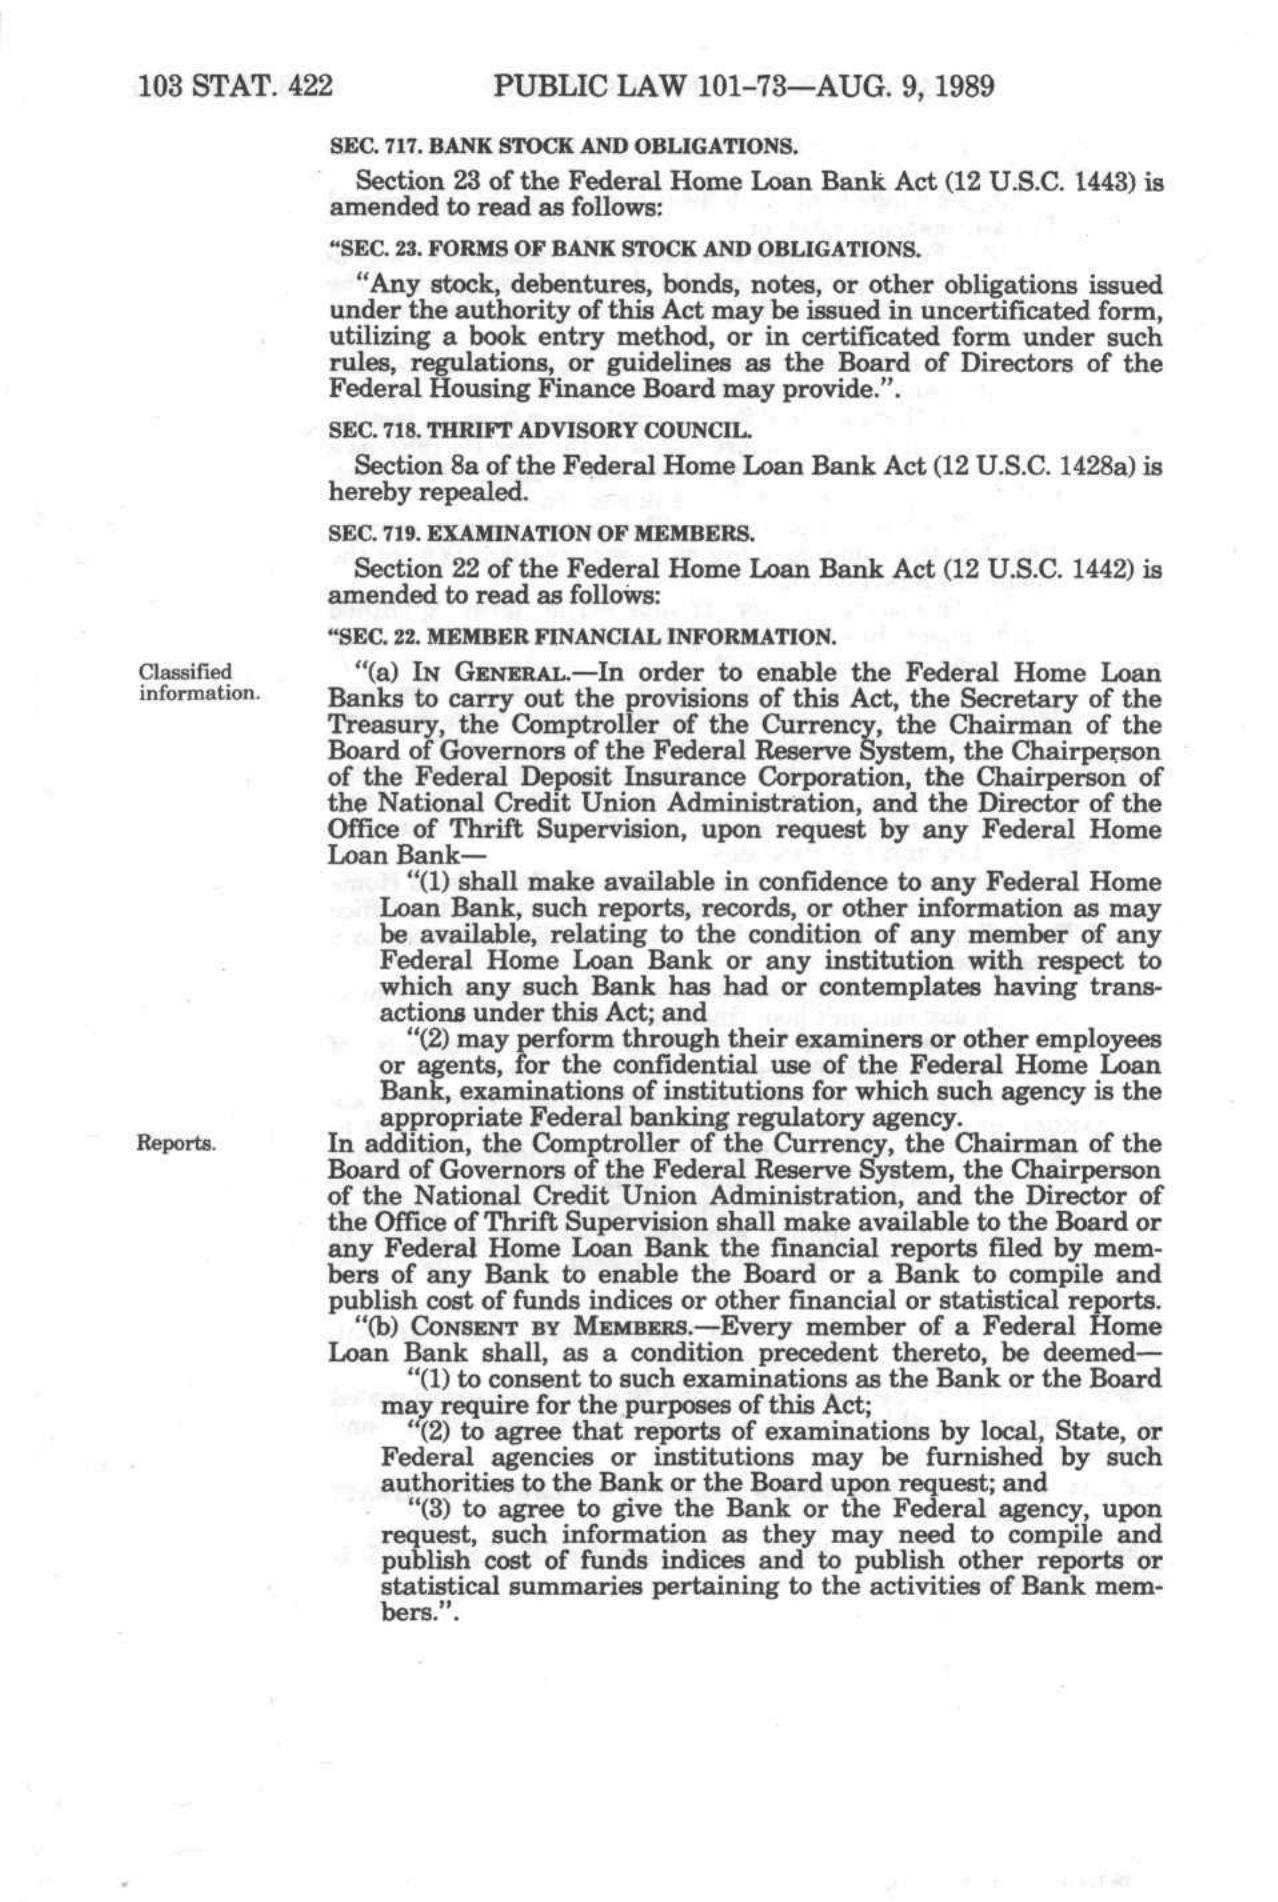 103 STAT. 422 PUBLIC LAW 101-73—AUG. 9, 1989
SEC. 717. BANK STOCK AND OBLIGATIONS.
Section 23 of the Federal Home Loan Bank Act (12 U.S.C. 1443) is
amended to read as follows:
"SEC. 23. FORMS OF BANK STOCK AND OBLIGATIONS.
"Any stock, debentures, bonds, notes, or other obligations issued
under the authority of this Act may be issued in uncertificated form,
utilizing a book entry method, or in certificated form under such
rules, regulations, or guidelines as the Board of Directors of the
Federal Housing Finance Board may provide.".
SEC. 718. THRIFT ADVISORY COUNCIL.
Section 8a of the Federal Home Loan Bank Act (12 U.S.C. 1428a) is
hereby repealed.
SEC. 719. EXAMINATION OF MEMBERS.
Section 22 of the Federal Home Loan Bank Act (12 U.S.C. 1442) is
amended to read as follows:
"SEC. 22. MEMBER FINANCIAL INFORMATION.
Classified
information.
"(a) IN GENERAL.—In order to enable the Federal Home Loan
Banks to carry out the provisions of this Act, the Secretary of the
Treasury, the Comptroller of the Currency, the Chairman of the
Board of Governors of the Federal Reserve System, the Chairperson
of the Federal Deposit Insurance Corporation, the Chairperson of
the National Credit Union Administration, and the Director of the
Office of Thrift Supervision, upon request by any Federal Home
Loan Bank—
"(1) shall make available in confidence to any Federal Home
Loan Bank, such reports, records, or other information as may
be available, relating to the condition of any member of any
Federal Home Loan Bank or any institution with respect to
which any such Bank has had or contemplates having trans-
actions under this Act; and
"(2) may perform through their examiners or other employees
or agents, for the confidential use of the Federal Home Loan
Bank, examinations of institutions for which such agency is the
appropriate Federal banking regulatory agency.
Reports.
In addition, the Comptroller of the Currency, the Chairman of the
Board of Governors of the Federal Reserve System, the Chairperson
of the National Credit Union Administration, and the Director of
the Office of Thrift Supervision shall make available to the Board or
any Federal Home Loan Bank the financial reports filed by mem-
bers of any Bank to enable the Board or a Bank to compile and
publish cost of funds indices or other financial or statistical reports.
"(b) CONSENT BY MEMBERS.—Every member of a Federal Home
Loan Bank shall, as a condition precedent thereto, be deemed—
"(1) to consent to such examinations as the Bank or the Board
may require for the purposes of this Act;
"(2) to agree that reports of examinations by local, State, or
Federal agencies or institutions may be furnished by such
authorities to the Bank or the Board upon request; and
"(3) to agree to give the Bank or the Federal agency, upon
request, such information as they may need to compile and
publish cost of funds indices and to publish other reports or
statistical summaries pertaining to the activities of Bank mem-
bers.".